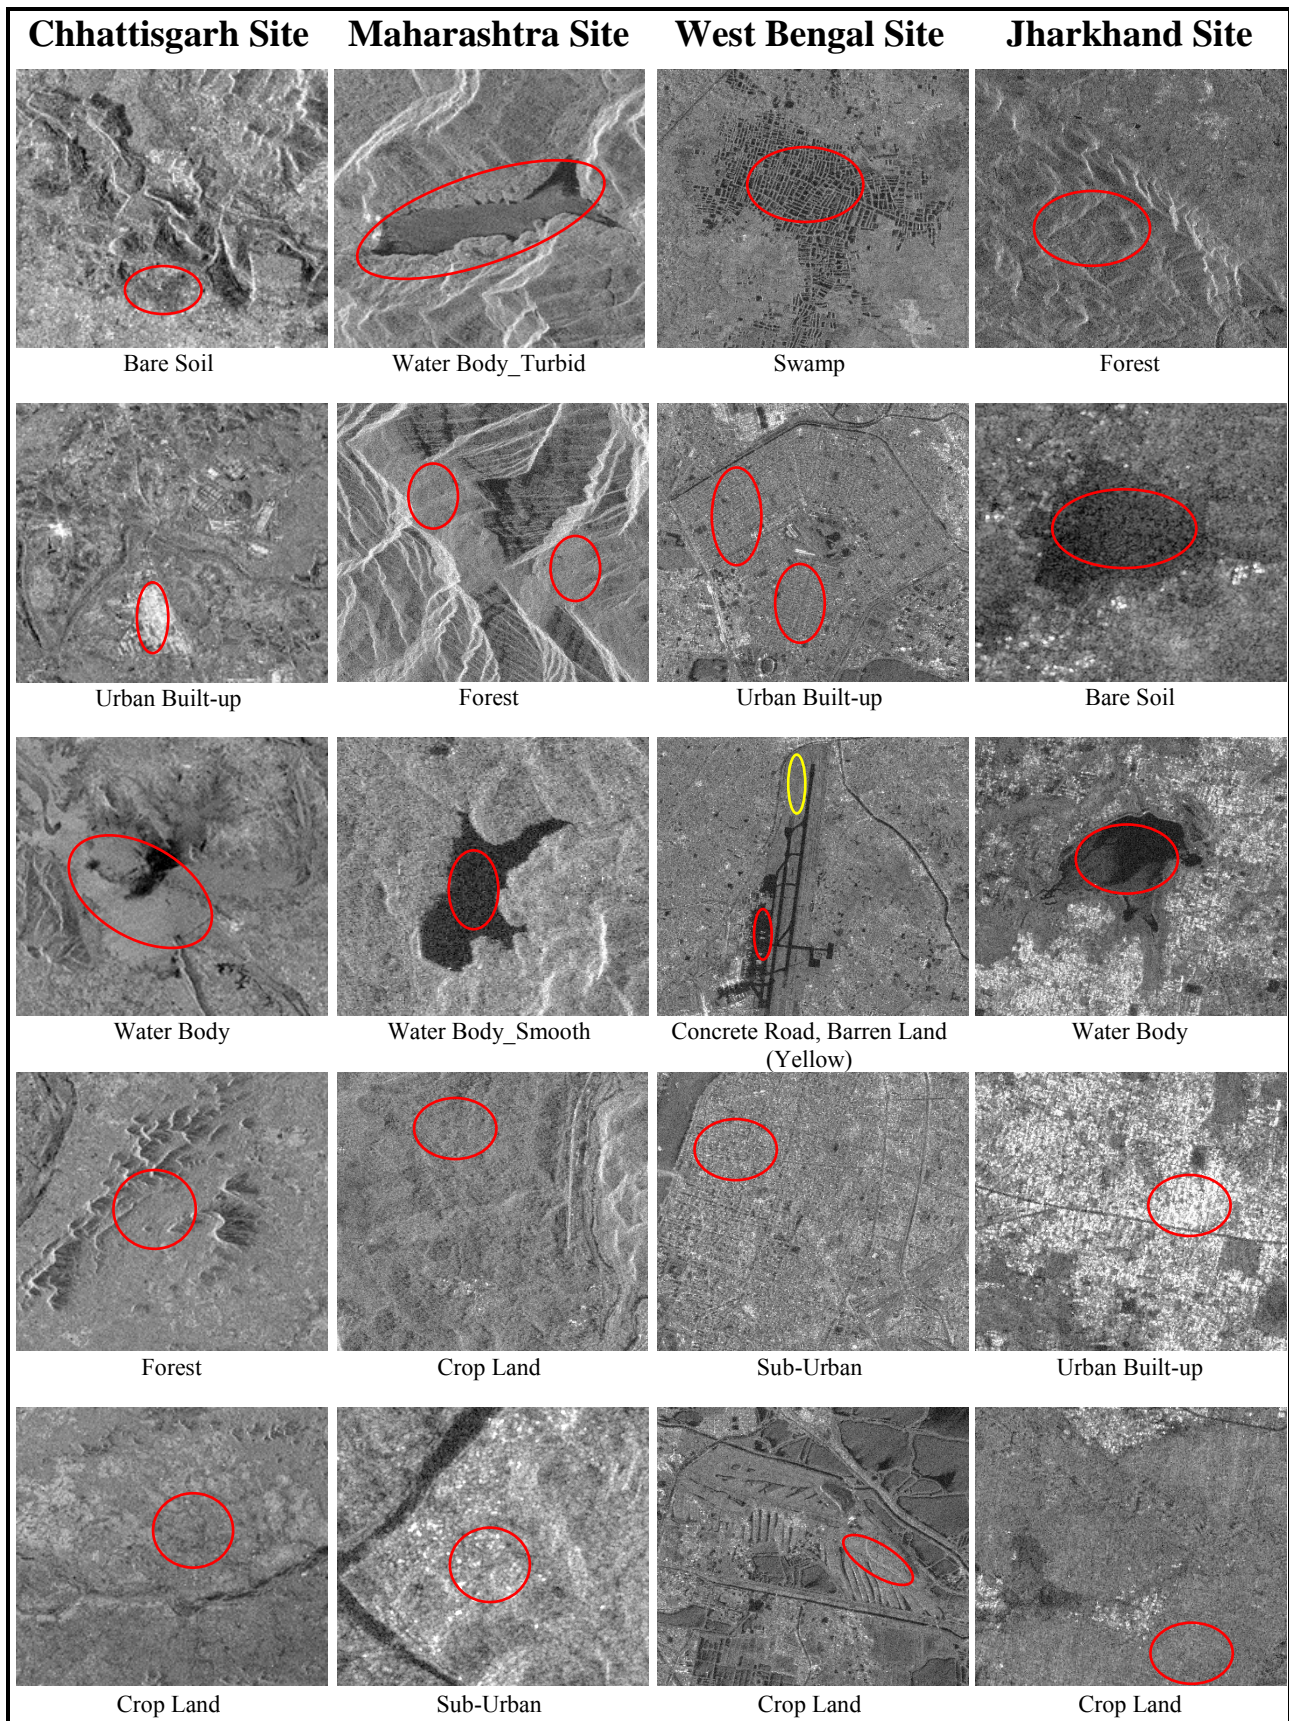 Chhattisgarh Site Maharashtra Site West Bengal Site Jharkhand Site
Bare Soil Water Body_Turbid Swamp Forest
Urban Built-up Forest Urban Built-up Bare Soil
Water Body Water Body_Smooth Concrete Road, Barren Land Water Body
(Yellow)
Forest Crop Land Sub-Urban Urban Built-up
Crop Land Sub-Urban Crop Land Crop Land